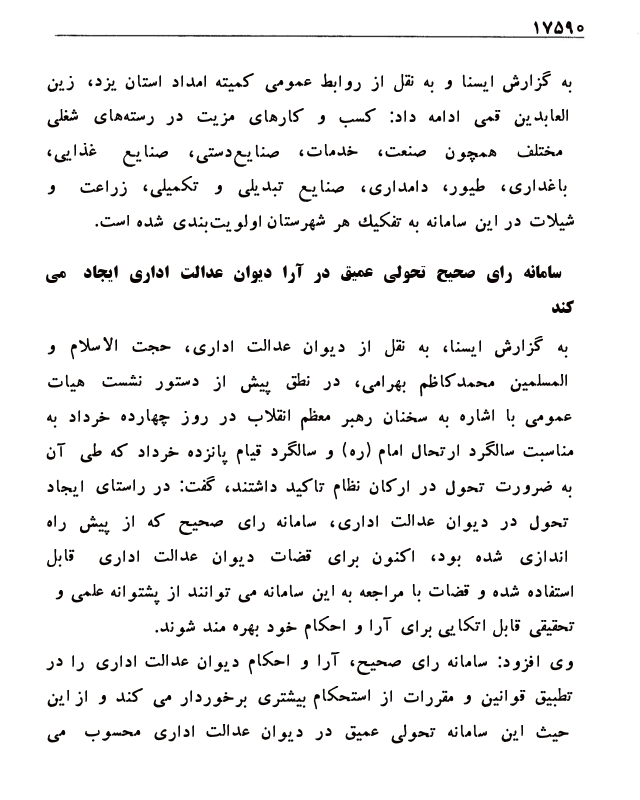 ۱۷۵۹۰
به گزارش ایسنا و به نقل از روابط عمومی کمیته امداد استان یزد، زین
العابدین قمی ادامه داد: کسب و کارهای مزیت در رسته‌های شغلی
مختلف همچون صنعت، خدمات، صنایع‌دستی، صنایع غذایی،
باغداری، طیور، دامداری، صنایع تبدیلی و تکمیلی، زراعت و
شیلات در این سامانه به تفکیك هر شهرستان اولویت‌بندی شده است.
سامانه رای صحیح تحولی عمیق در آرا دیوان عدالت اداری ایجاد می
کند
به گزارش ایسنا، به نقل از دیوان عدالت اداری، حجت الاسلام و
المسلمین محمدکاظم بهرامی، در نطق پیش از دستور نشست هیات
عمومی با اشاره به سخنان رهبر معظم انقلاب در روز چهارده خرداد به
مناسبت سالگرد ارتحال امام (ره) و سالگرد قیام پانزده خرداد که طی آن
به ضرورت تحول در ارکان نظام تاکید داشتند، گفت: در راستای ایجاد
تحول در دیوان عدالت اداری، سامانه رای صحیح که از پیش راه
اندازی شده بود، اکنون برای قضات دیوان عدالت اداری قابل
استفاده شده و قضات با مراجعه به این سامانه می توانند از پشتوانه علمی و
تحقیقی قابل اتکایی برای آرا و احکام خود بهره مند شوند.
وی افزود: سامانه رای صحیح، آرا و احکام دیوان عدالت اداری را در
تطبیق قوانین و مقررات از استحکام بیشتری برخوردار می کند و از این
حیث این سامانه تحولی عمیق در دیوان عدالت اداری محسوب می